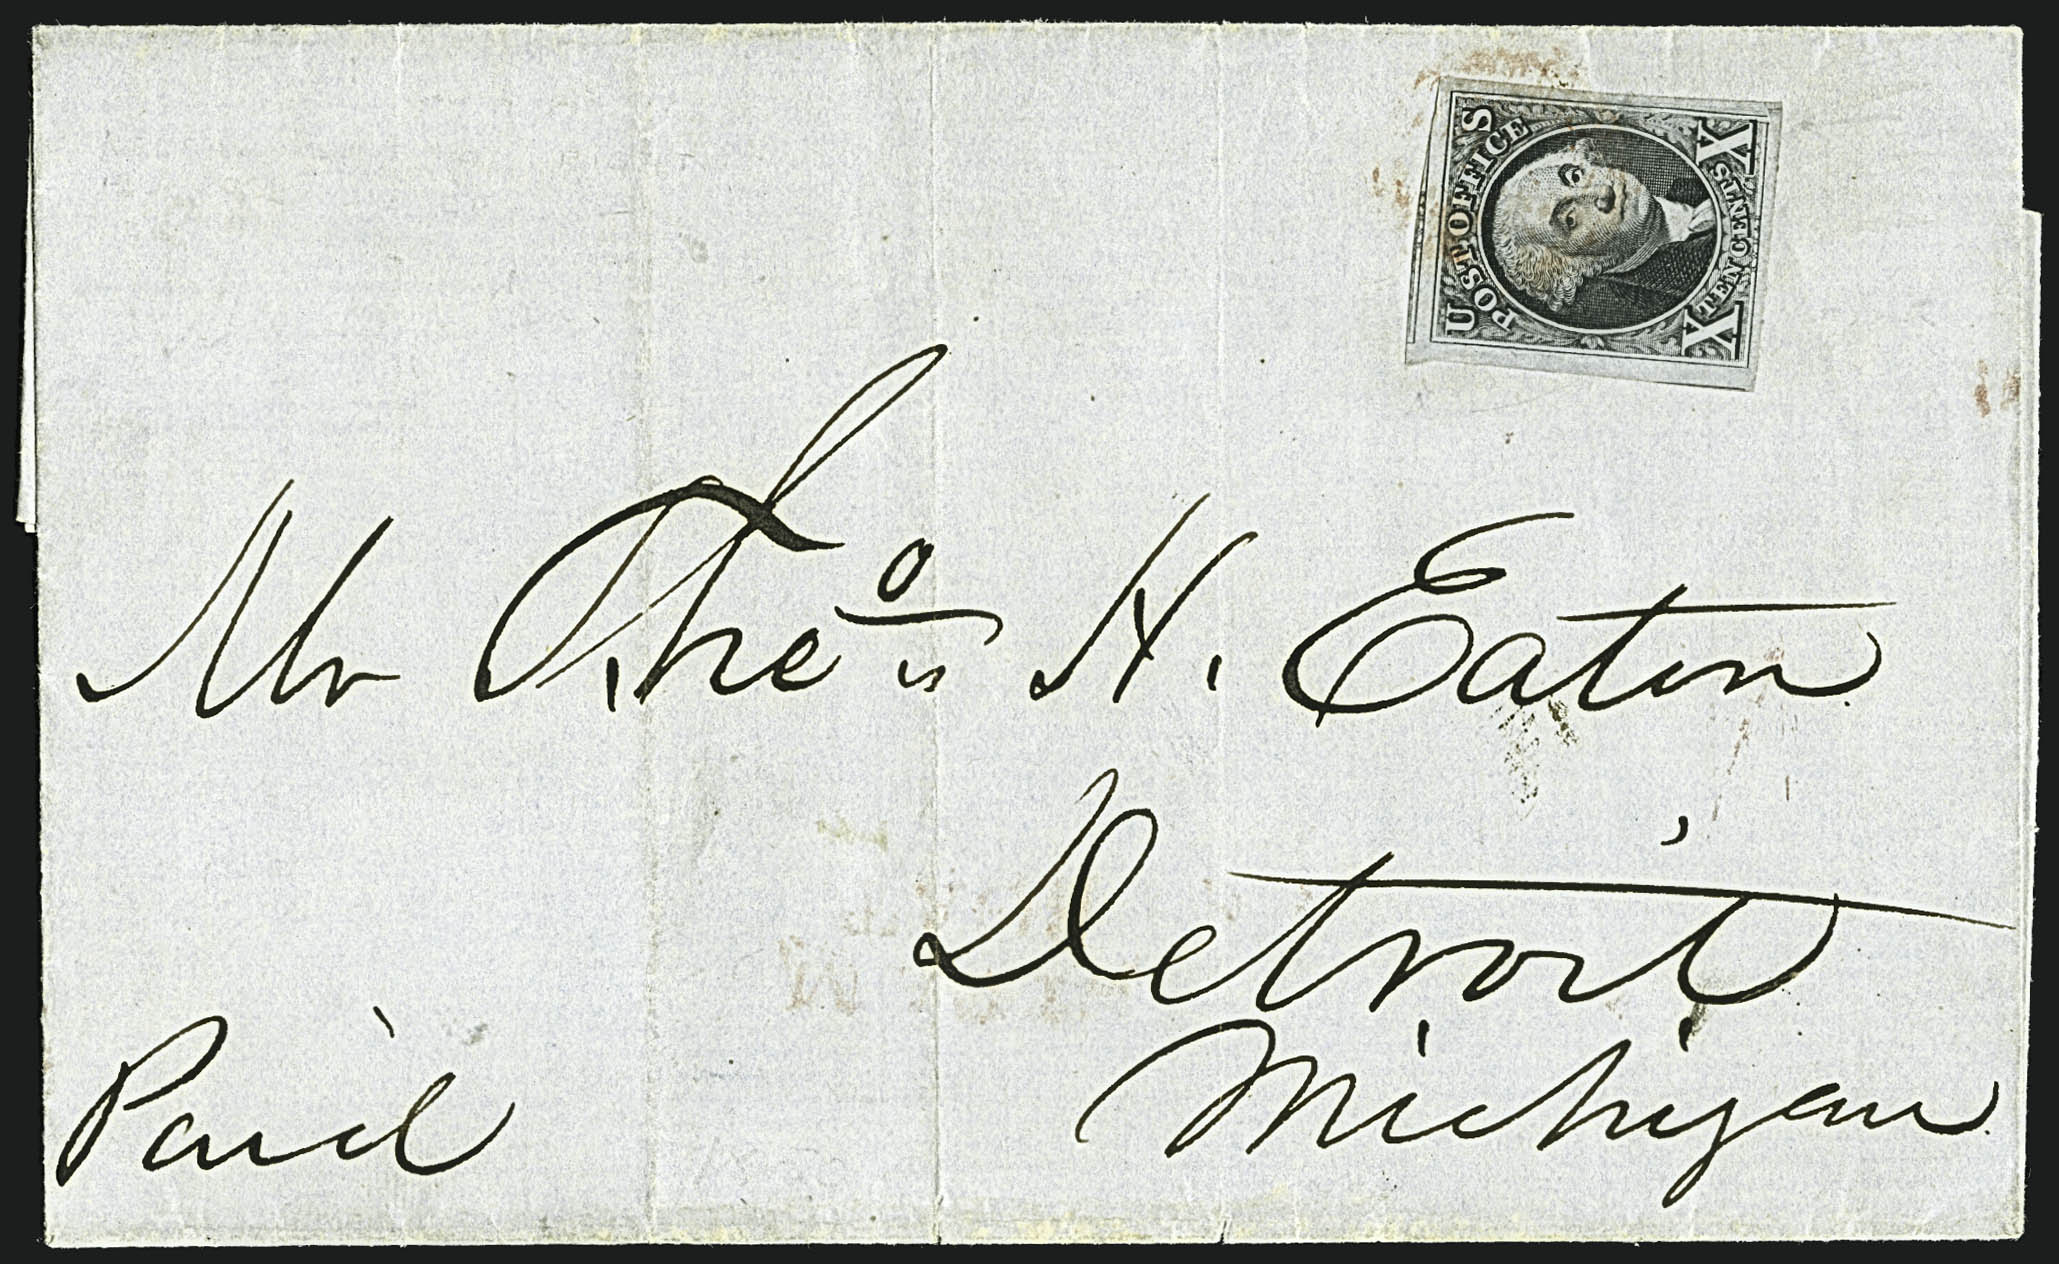 U S
POST OFFICE
X X
TEN CENTS
Mr Theo H. Eaton
Detroit
Michigan
Paid